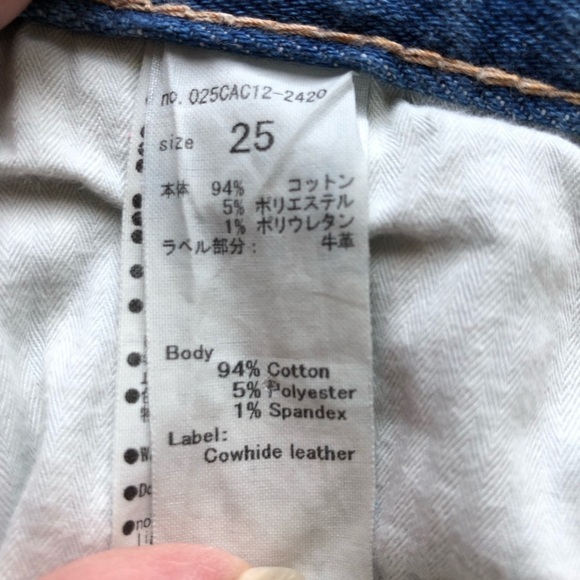 no. 025CAC12-2420
size 25
本体 94% コットン
5% ポリエステル
1% ポリウレタン
ラベル部分: 牛革
Body
94% Cotton
5% Polyester
1% Spandex
Label:
Cowhide leather